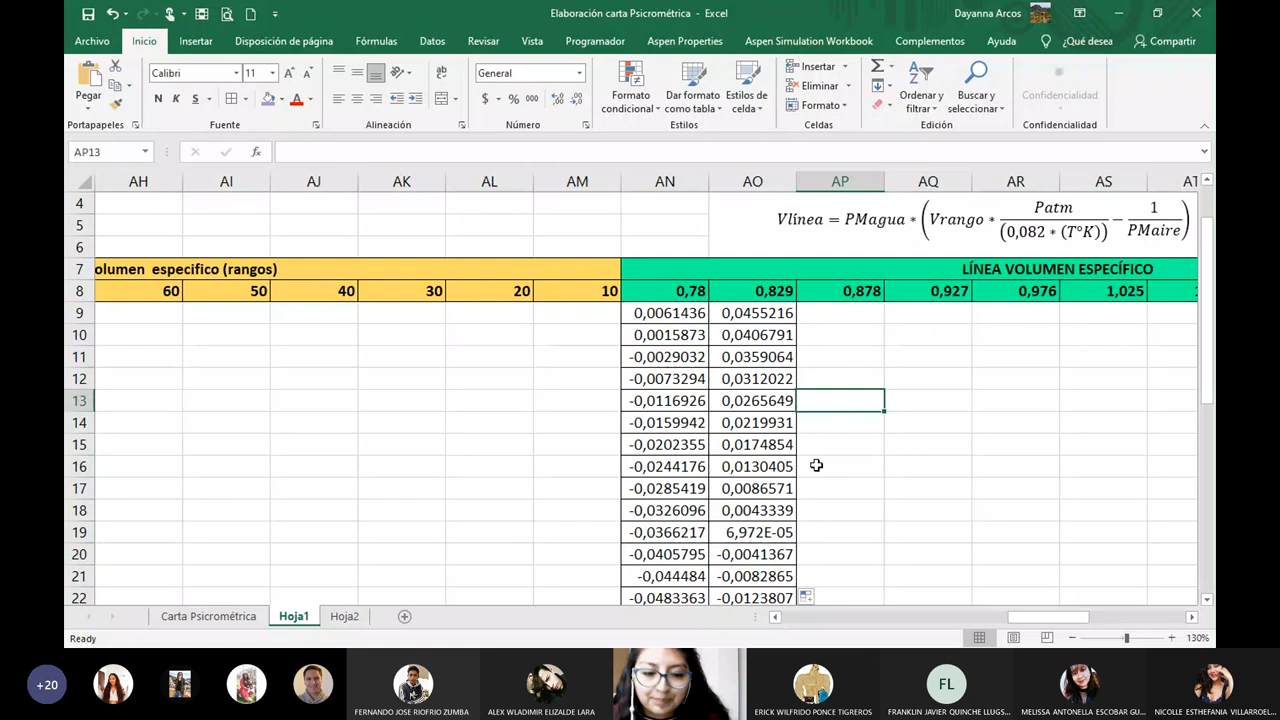 Elaboración carta Psicrométrica - Excel
Dayanna Arcos
Archivo Inicio Insertar Disposición de página Fórmulas Datos Revisar Vista Programador Aspen Properties Aspen Simulation Workbook Complementos Ayuda ¿Qué desea Compartir
Pegar
Calibri 11
N K S
General
$ % 000
Formato condicional
Dar formato como tabla
Estilos de celda
Insertar
Eliminar
Formato
Ordenar y filtrar
Buscar y seleccionar
Confidencialidad
Portapapeles Fuente Alineación Número Estilos Celdas Edición Confidencialidad
AP13 fx
AH AI AJ AK AL AM AN AO AP AQ AR AS AT
4
5 Vlínea = PMagua * (Vrango * Patm / (0,082 * (T°K)) − 1 / PMaire)
6
7 olumen especifico (rangos) LÍNEA VOLUMEN ESPECÍFICO
8 60 50 40 30 20 10 0,78 0,829 0,878 0,927 0,976 1,025 1
9 0,0061436 0,0455216
10 0,0015873 0,0406791
11 -0,0029032 0,0359064
12 -0,0073294 0,0312022
13 -0,0116926 0,0265649
14 -0,0159942 0,0219931
15 -0,0202355 0,0174854
16 -0,0244176 0,0130405
17 -0,0285419 0,0086571
18 -0,0326096 0,0043339
19 -0,0366217 6,972E-05
20 -0,0405795 -0,0041367
21 -0,044484 -0,0082865
22 -0,0483363 -0,0123807
Carta Psicrométrica Hoja1 Hoja2
Ready 130%
+20
FERNANDO JOSE RIOFRIO ZUMBA
ALEX WLADIMIR ELIZALDE LARA
ERICK WILFRIDO PONCE TIGREROS
FL
FRANKLIN JAVIER QUINCHE LLUGS...
MELISSA ANTONELLA ESCOBAR GU...
NICOLE ESTHEFANIA VILLARROEL...